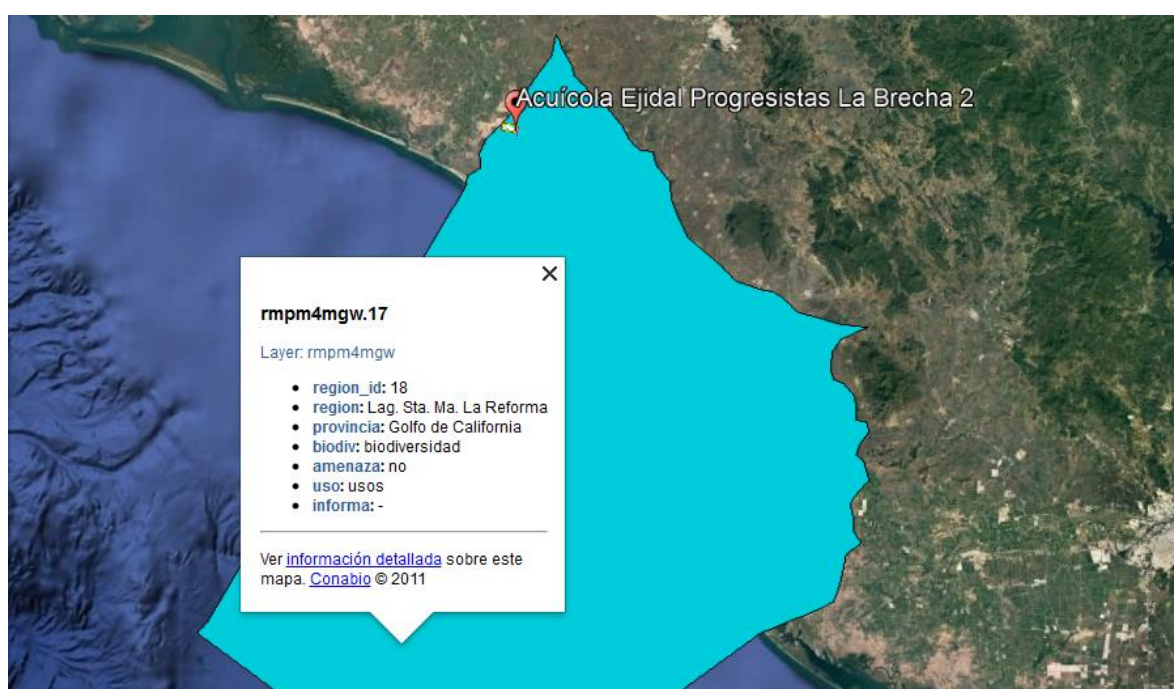 Acuícola Ejidal Progresistas La Brecha 2
rmpm4mgw.17
Layer: rmpm4mgw
• region_id: 18
• region: Lag. Sta. Ma. La Reforma
• provincia: Golfo de California
• biodiv: biodiversidad
• amenaza: no
• uso: usos
• informa: -
Ver información detallada sobre este
mapa. Conabio © 2011